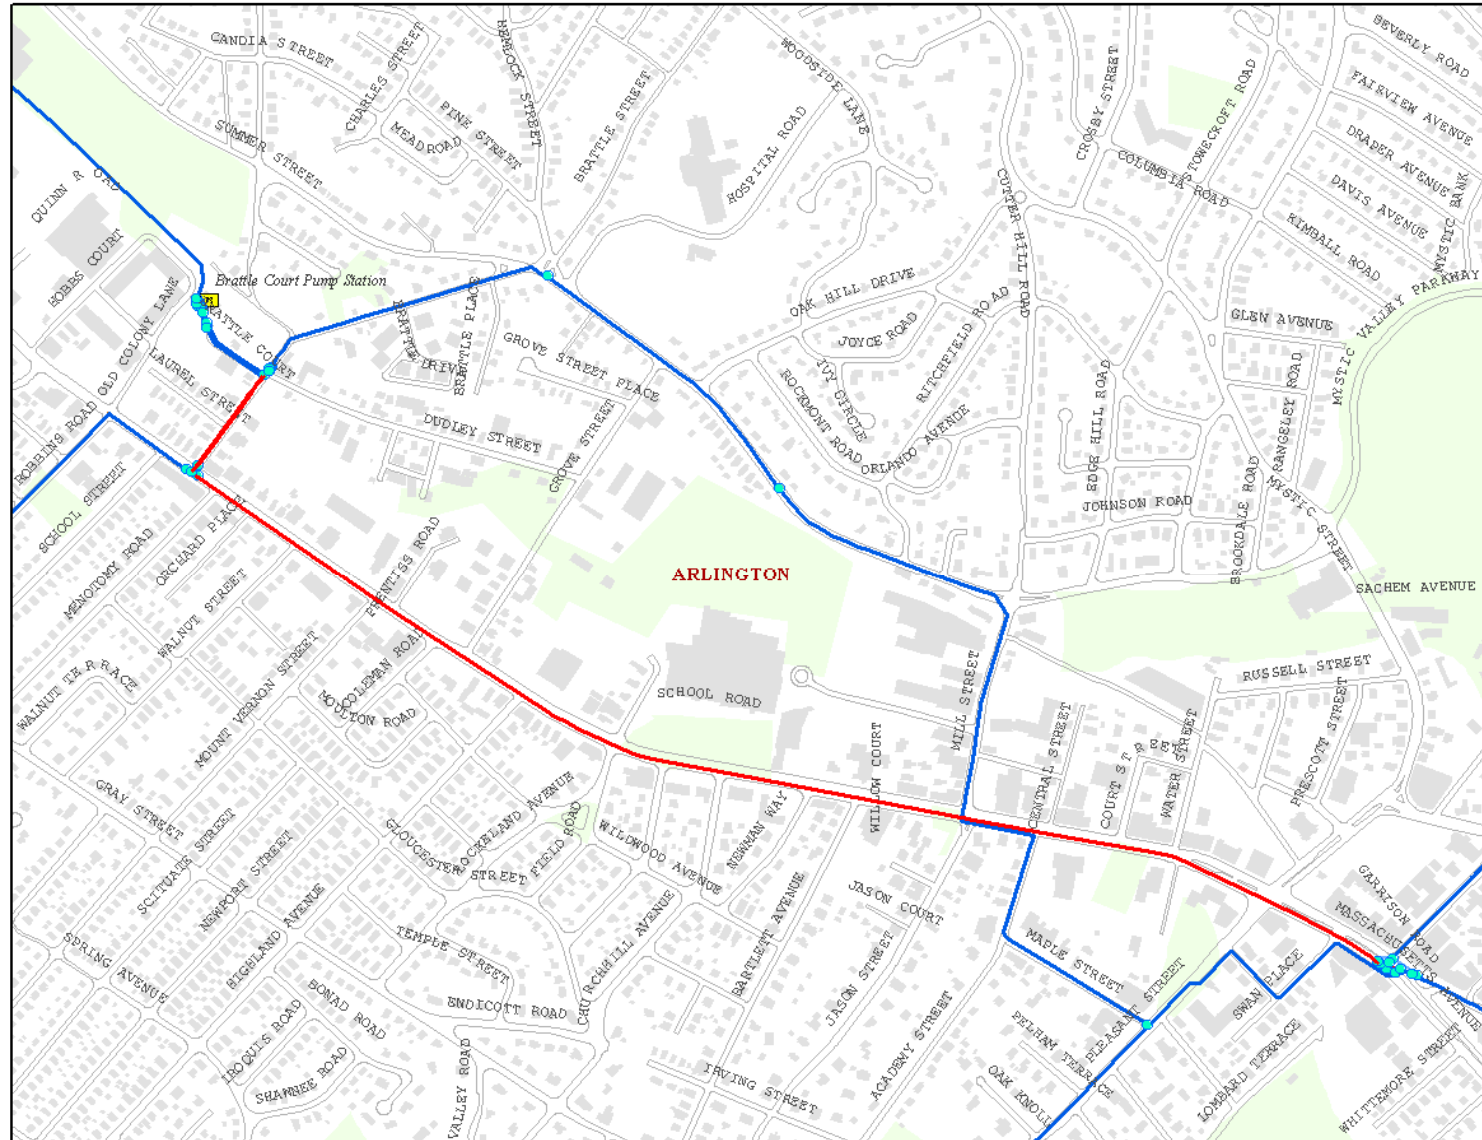 CANDIA STREET
CHARLES STREET
HEMLOCK STREET
WOODSIDE LANE
BEVERLY ROAD
FAIRVIEW AVENUE
DRAPER AVENUE
DAVIS AVENUE
MYSTIC BANK
KIMBALL ROAD
CROSBY STREET
STOWECROFT ROAD
COLUMBIA ROAD
PINE STREET
MEAD ROAD
BRATTLE STREET
HOSPITAL ROAD
SUMMER STREET
QUINN ROAD
CUTTER HILL ROAD
MYSTIC VALLEY PARKWAY
HOBBS COURT
Brattle Court Pump Station
OLD COLONY LANE
BRATTLE COURT
BRATTLE DRIVE
BRATTLE PLACE
GROVE STREET PLACE
OAK HILL DRIVE
JOYCE ROAD
RITCHFIELD ROAD
IVY CIRCLE
ROCKMONT ROAD
ORLANDO AVENUE
GLEN AVENUE
RANGELEY ROAD
EDGE HILL ROAD
LAUREL STREET
ROBBINS ROAD
DUDLEY STREET
GROVE STREET
JOHNSON ROAD
BROOKDALE ROAD
MYSTIC STREET
SACHEM AVENUE
SCHOOL STREET
MENOTOMY ROAD
ORCHARD PLACE
PRENTISS ROAD
WALNUT STREET
ARLINGTON
RUSSELL STREET
WALNUT TERRACE
MOUNT VERNON STREET
COLEMAN ROAD
MOULTON ROAD
SCHOOL ROAD
MILL STREET
WILLOW COURT
CENTRAL STREET
COURT STREET
WATER STREET
PRESCOTT STREET
GRAY STREET
SCITUATE STREET
NEWPORT STREET
HIGHLAND AVENUE
SPRING AVENUE
GLOUCESTER STREET
ROCKELAND AVENUE
FIELD ROAD
WILDWOOD AVENUE
NEWMAN WAY
JASON COURT
JASON STREET
BARTLETT AVENUE
CHURCHHILL AVENUE
TEMPLE STREET
ENDICOTT ROAD
BONAD ROAD
IROQUIS ROAD
SHAWNEE ROAD
VALLEY ROAD
IRVING STREET
ACADEMY STREET
MAPLE STREET
PLEASANT STREET
PELHAM TERRACE
OAK KNOLL
SWAN PLACE
LOMBARD TERRACE
GARRISON ROAD
MASSACHUSETTS AVENUE
WHITTEMORE STREET